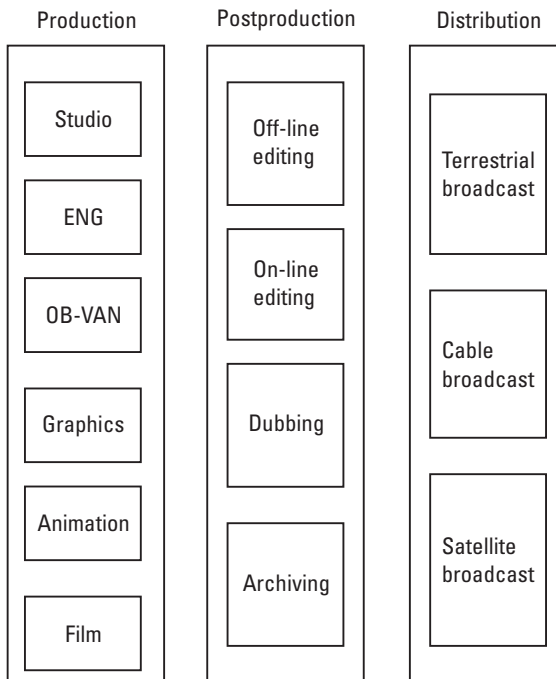 Production
Studio
ENG
OB-VAN
Graphics
Animation
Film
Postproduction
Off-line
editing
On-line
editing
Dubbing
Archiving
Distribution
Terrestrial
broadcast
Cable
broadcast
Satellite
broadcast